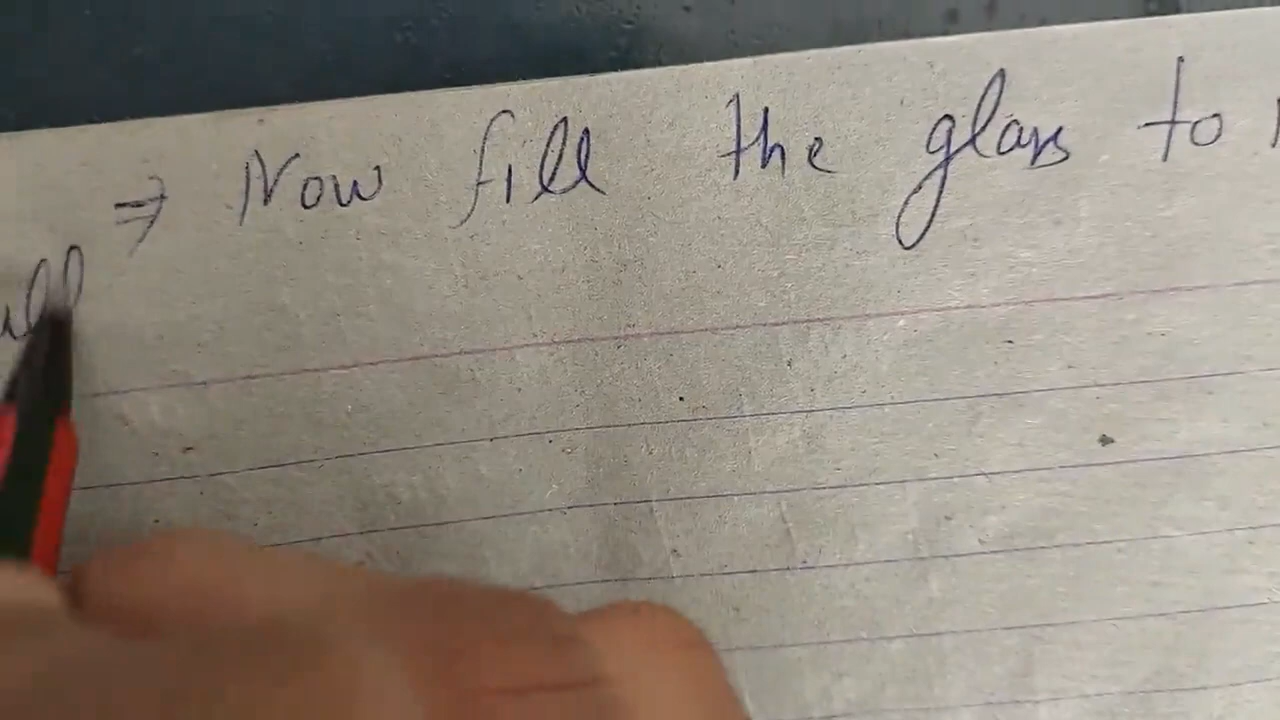 ⇒ Now fill the glass to